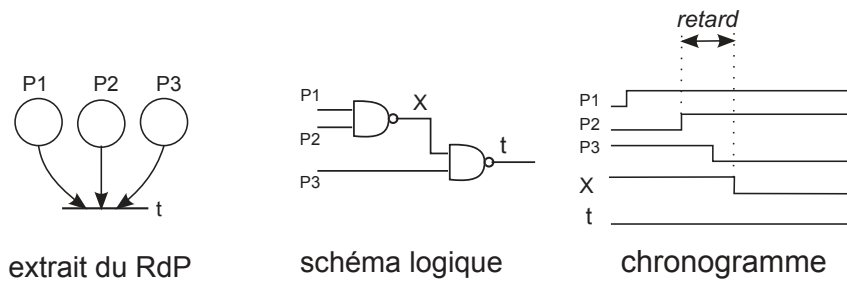 P1 P2 P3
t
extrait du RdP
P1
P2
P3
X
t
schéma logique
retard
P1
P2
P3
X
t
chronogramme